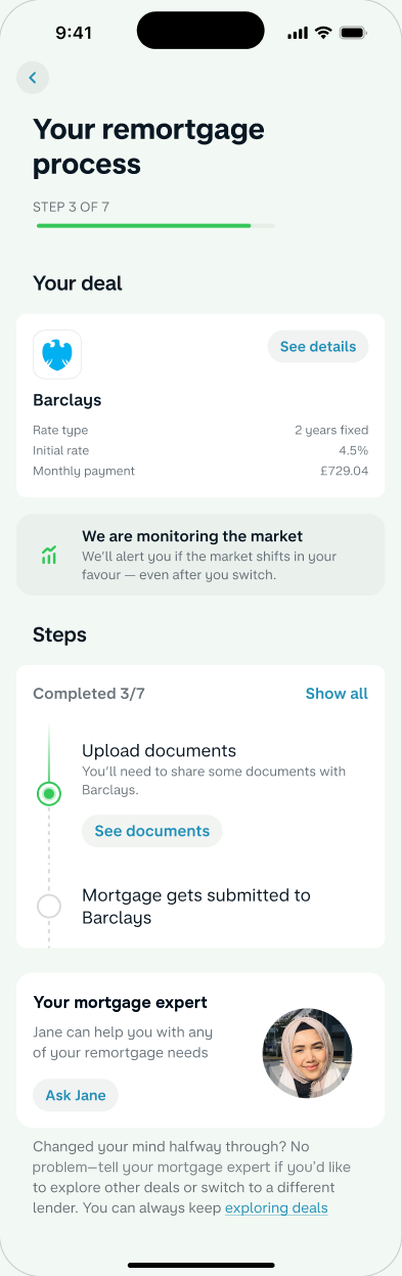 9:41
Your remortgage
process
STEP 3 OF 7
Your deal
See details
Barclays
Rate type 2 years fixed
Initial rate 4.5%
Monthly payment £729.04
We are monitoring the market
We'll alert you if the market shifts in your
favour — even after you switch.
Steps
Completed 3/7 Show all
Upload documents
You'll need to share some documents with
Barclays.
See documents
Mortgage gets submitted to
Barclays
Your mortgage expert
Jane can help you with any
of your remortgage needs
Ask Jane
Changed your mind halfway through? No
problem—tell your mortgage expert if you'd like
to explore other deals or switch to a different
lender. You can always keep exploring deals